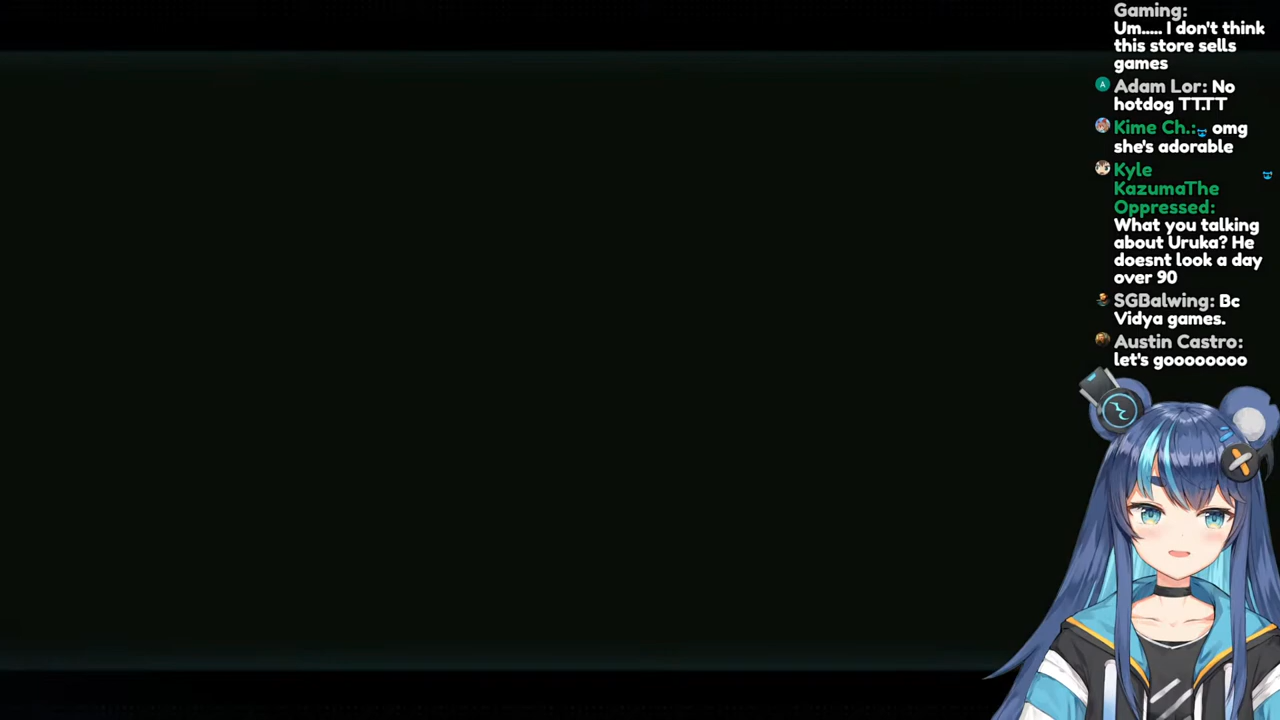 Gaming:
Um..... I don't think
this store sells
games
A Adam Lor: No
hotdog TT.TT
Kime Ch.: omg
she's adorable
Kyle
KazumaThe
Oppressed:
What you talking
about Uruka? He
doesnt look a day
over 90
SGBalwing: Bc
Vidya games.
Austin Castro:
let's goooooooo